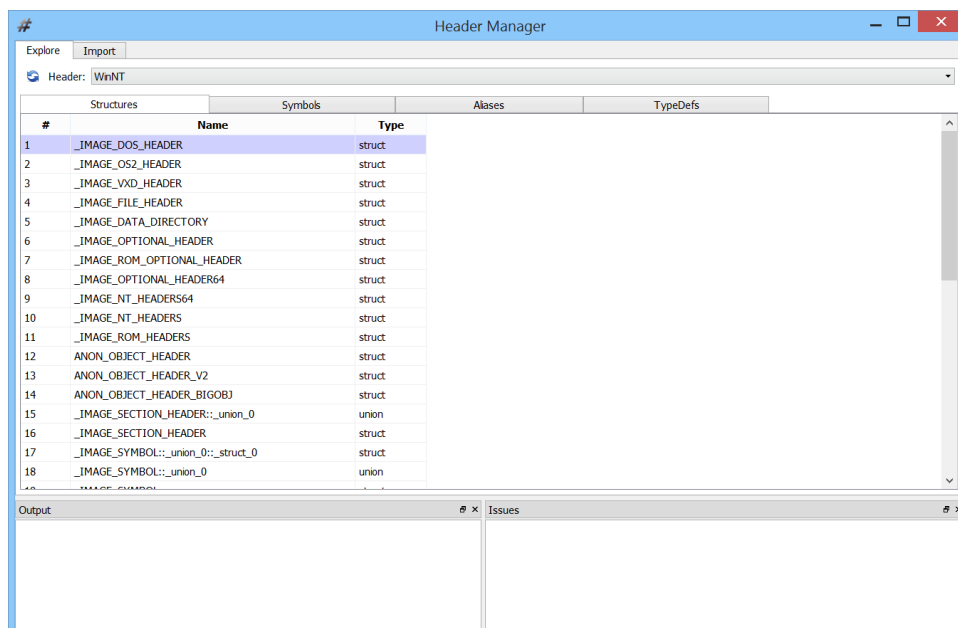 Header Manager
Explore Import
Header: WinNT
Structures Symbols Aliases TypeDefs
# Name Type
1 _IMAGE_DOS_HEADER struct
2 _IMAGE_OS2_HEADER struct
3 _IMAGE_VXD_HEADER struct
4 _IMAGE_FILE_HEADER struct
5 _IMAGE_DATA_DIRECTORY struct
6 _IMAGE_OPTIONAL_HEADER struct
7 _IMAGE_ROM_OPTIONAL_HEADER struct
8 _IMAGE_OPTIONAL_HEADER64 struct
9 _IMAGE_NT_HEADERS64 struct
10 _IMAGE_NT_HEADERS struct
11 _IMAGE_ROM_HEADERS struct
12 ANON_OBJECT_HEADER struct
13 ANON_OBJECT_HEADER_V2 struct
14 ANON_OBJECT_HEADER_BIGOBJ struct
15 _IMAGE_SECTION_HEADER::_union_0 union
16 _IMAGE_SECTION_HEADER struct
17 _IMAGE_SYMBOL::_union_0::_struct_0 struct
18 _IMAGE_SYMBOL::_union_0 union
Output Issues